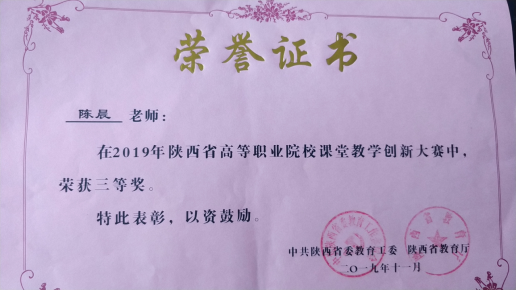 荣誉证书
陈晨 老师：
在2019年陕西省高等职业院校课堂教学创新大赛中，
荣获三等奖。
特此表彰，以资鼓励。
中共陕西省委教育工委 陕西省教育厅
二〇一九年十一月